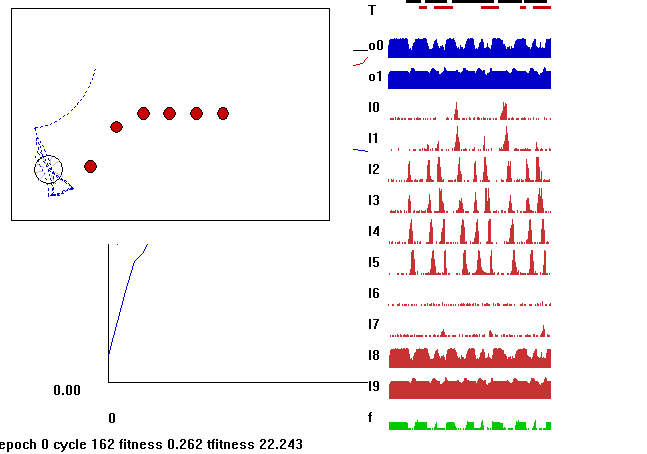 T
o0
o1
I0
I1
I2
I3
I4
I5
I6
I7
I8
I9
f
0.00
0
epoch 0 cycle 162 fitness 0.262 tfitness 22.243